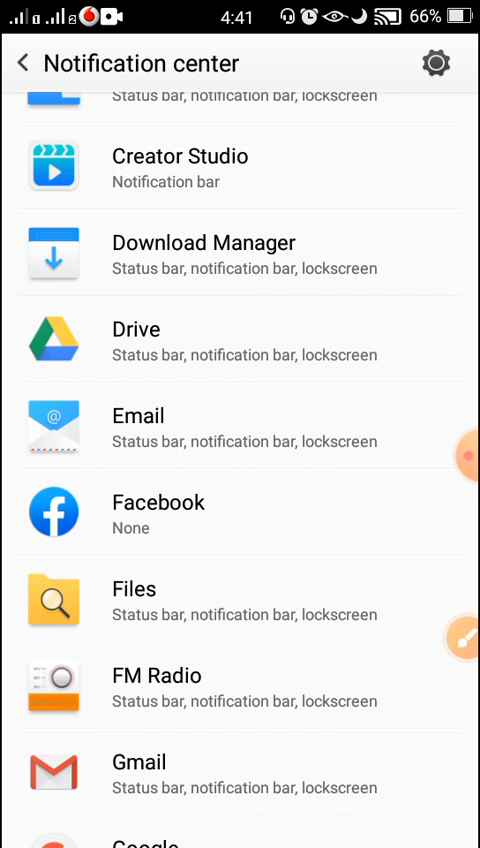 4:41
66%
Notification center
Status bar, notification bar, lockscreen
Creator Studio
Notification bar
Download Manager
Status bar, notification bar, lockscreen
Drive
Status bar, notification bar, lockscreen
@
Email
Status bar, notification bar, lockscreen
Facebook
None
Files
Status bar, notification bar, lockscreen
FM Radio
Status bar, notification bar, lockscreen
Gmail
Status bar, notification bar, lockscreen
Google